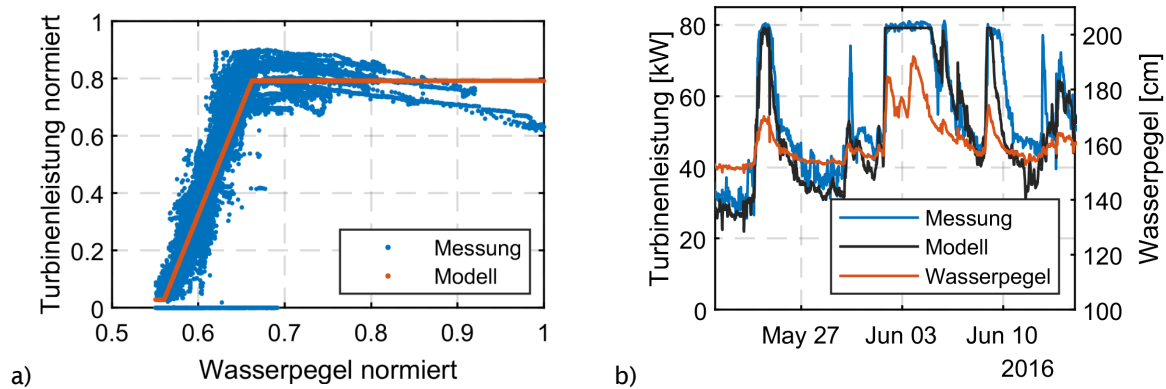 Turbinenleistung normiert
1
0.8
0.6
0.4
0.2
0
0.5
0.6
0.7
0.8
0.9
1
Wasserpegel normiert
Messung
Modell
a)
Turbinenleistung [kW]
80
60
40
20
0
May 27
Jun 03
Jun 10
2016
200
180
160
140
120
100
Wasserpegel [cm]
Messung
Modell
Wasserpegel
b)